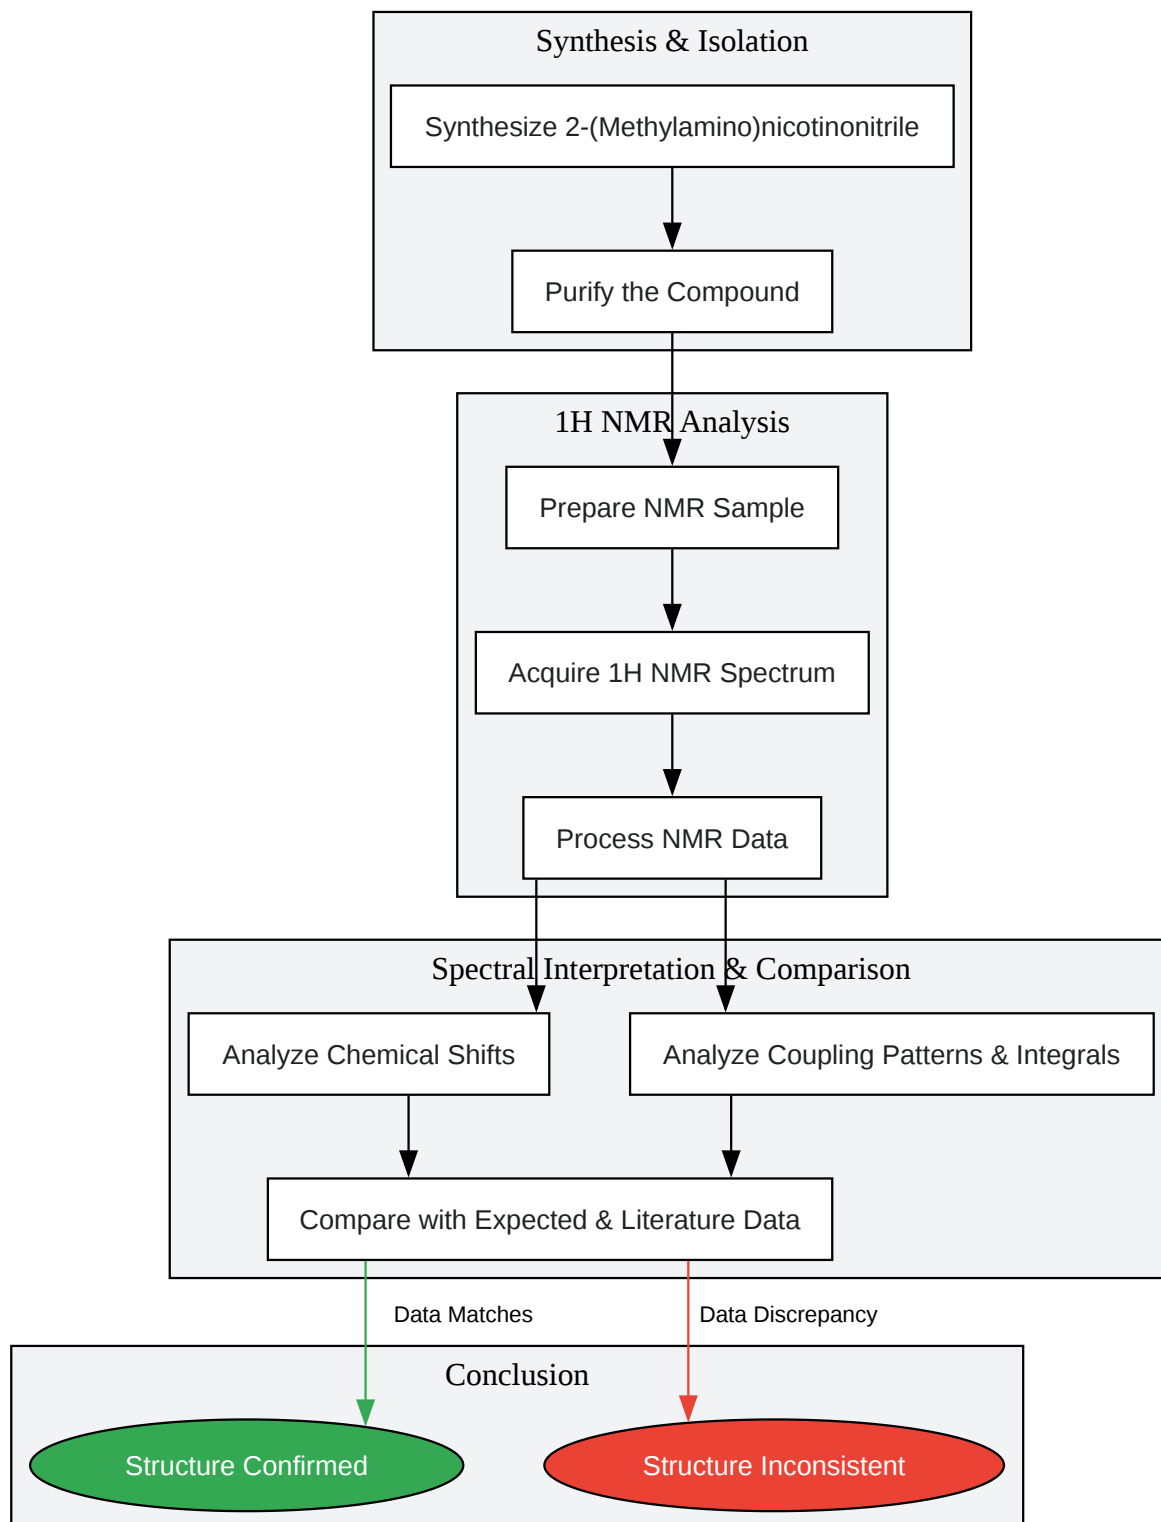 Synthesis & Isolation
Synthesize 2-(Methylamino)nicotinonitrile
Purify the Compound
1H NMR Analysis
Prepare NMR Sample
Acquire 1H NMR Spectrum
Process NMR Data
Spectral Interpretation & Comparison
Analyze Chemical Shifts
Analyze Coupling Patterns & Integrals
Compare with Expected & Literature Data
Data Matches
Data Discrepancy
Conclusion
Structure Confirmed
Structure Inconsistent